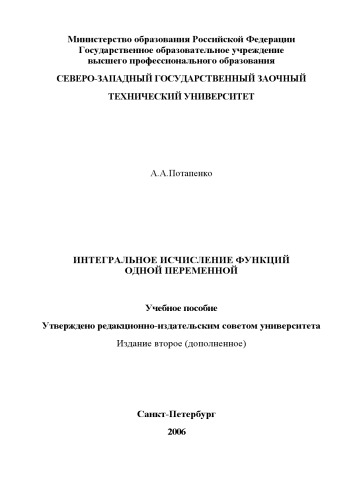 Министерство образования Российской Федерации
Государственное образовательное учреждение
высшего профессионального образования
СЕВЕРО-ЗАПАДНЫЙ ГОСУДАРСТВЕННЫЙ ЗАОЧНЫЙ
ТЕХНИЧЕСКИЙ УНИВЕРСИТЕТ
А.А.Потапенко
ИНТЕГРАЛЬНОЕ ИСЧИСЛЕНИЕ ФУНКЦИЙ
ОДНОЙ ПЕРЕМЕННОЙ
Учебное пособие
Утверждено редакционно-издательским советом университета
Издание второе (дополненное)
Санкт-Петербург
2006